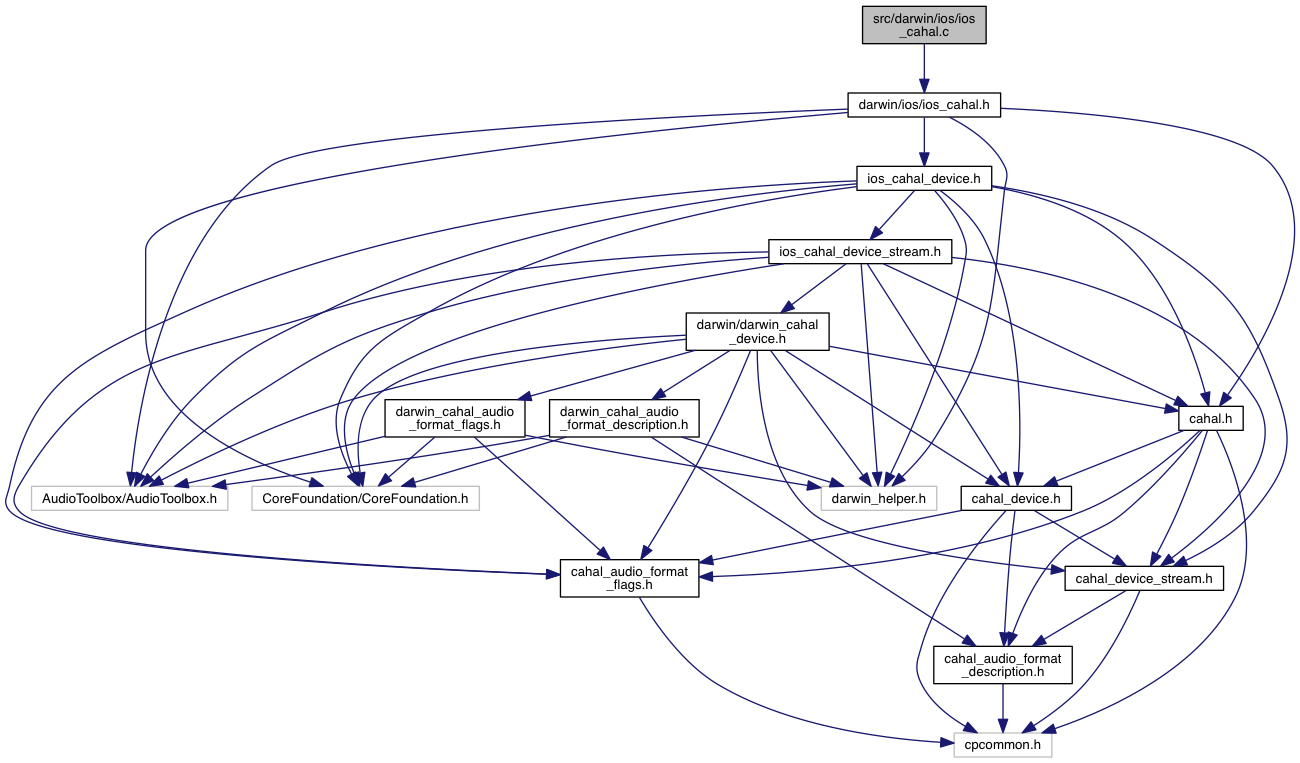 src/darwin/ios/ios
_cahal.c
darwin/ios/ios_cahal.h
ios_cahal_device.h
ios_cahal_device_stream.h
darwin/darwin_cahal
_device.h
darwin_cahal_audio
_format_flags.h
darwin_cahal_audio
_format_description.h
cahal.h
AudioToolbox/AudioToolbox.h
CoreFoundation/CoreFoundation.h
darwin_helper.h
cahal_device.h
cahal_audio_format
_flags.h
cahal_device_stream.h
cahal_audio_format
_description.h
cpcommon.h